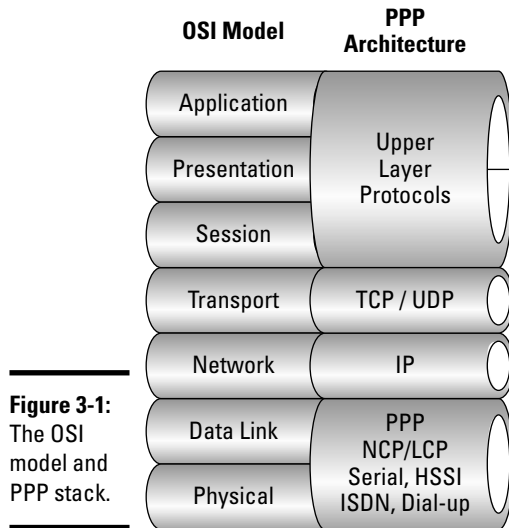 OSI Model
PPP
Architecture
Application
Presentation
Session
Upper
Layer
Protocols
Transport
TCP / UDP
Network
IP
Data Link
Physical
PPP
NCP/LCP
Serial, HSSI
ISDN, Dial-up
Figure 3-1:
The OSI
model and
PPP stack.